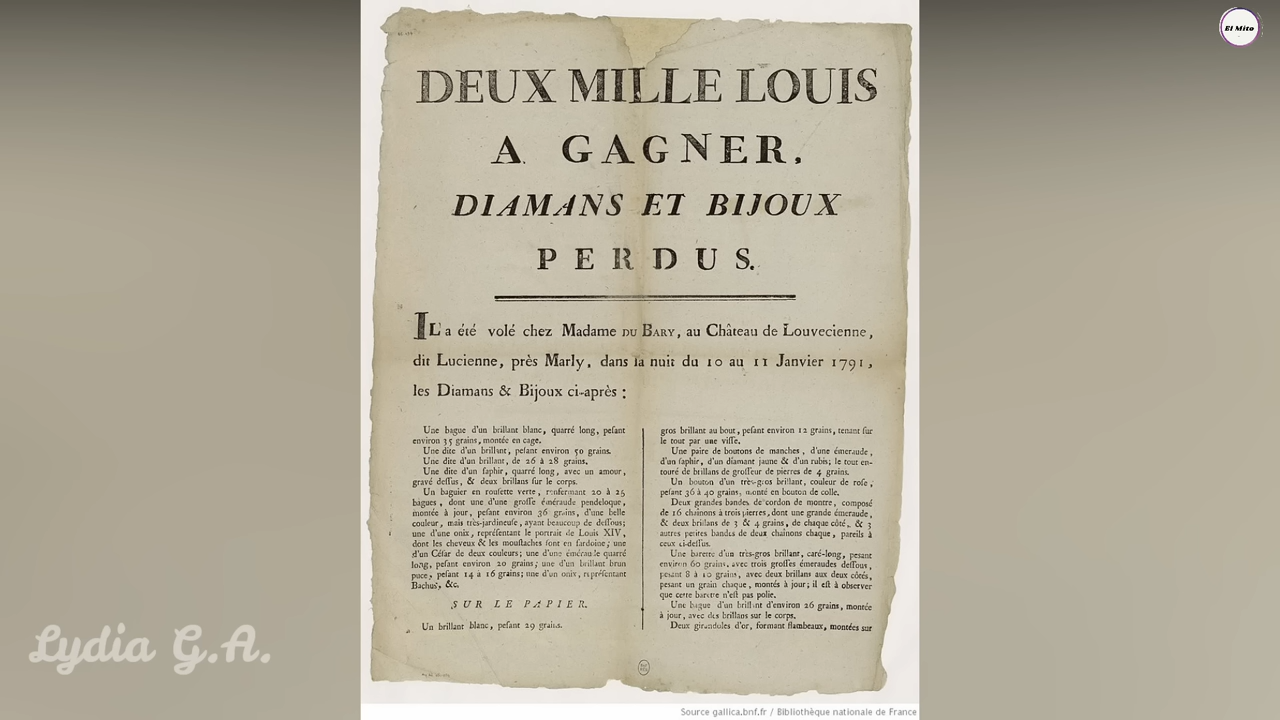 El Mito
DEUX MILLE LOUIS
A GAGNER,
DIAMANS ET BIJOUX
PERDUS.
IL a été volé chez Madame DU BARY, au Château de Louvecienne,
dit Lucienne, près Marly, dans la nuit du 10 au 11 Janvier 1791,
les Diamans & Bijoux ci-après :
Une bague d'un brillant blanc, quarré long, pesant
environ 35 grains, montée en cage.
Une dite d'un brillant, pesant environ 50 grains.
Une dite d'un brillant, de 26 à 28 grains.
Une dite d'un saphir, quarré long, avec un amour,
gravé dessus, & deux brillans sur le corps.
Un baguier en rousette verte, renfermant 20 à 25
bagues, dont une d'une grosse émeraude pendeloque,
montée à jour, pesant environ 36 grains, d'une belle
couleur, mais très-jardineuse, ayant beaucoup de dessous;
une d'une onix, représentant le portrait de Louis XIV,
dont les cheveux & les moustaches sont en sardoine; une
d'un César de deux couleurs; une d'une émeraude quarré
long, pesant environ 20 grains; une d'un brillant brun
puce, pesant 14 à 16 grains; une d'un onix, représentant
Bachus, &c.
SUR LE PAPIER.
Un brillant blanc, pesant 29 grains.
gros brillant au bout, pesant environ 12 grains, tenant sur
le tout par une visse.
Une paire de boutons de manches, d'une émeraude,
d'un saphir, d'un diamant jaune & d'un rubis; le tout en-
touré de brillans de grosseur de pierres de 4 grains.
Un bouton d'un très-gros brillant, couleur de rose,
pesant 36 à 40 grains, monté en bouton de colle.
Deux grandes bandes de cordon de montre, composé
de 16 chaînons à trois pierres, dont une grande émeraude,
& deux brillans de 3 & 4 grains, de chaque côté, & 3
autres petites bandes de deux chaînons chaque, pareils à
ceux ci-dessus.
Une barette d'un très-gros brillant, caré-long, pesant
environ 60 grains, avec trois grosses émeraudes dessous,
pesant 8 à 10 grains, avec deux brillans aux deux côtés,
pesant un grain chaque, montés à jour; il est à observer
que cette barette n'est pas polie.
Une bague d'un brillant d'environ 26 grains, montée
à jour, avec des brillans sur le corps.
Deux girandoles d'or, formant flambeaux, montées sur
Lydia G.A.
Source gallica.bnf.fr / Bibliothèque nationale de France